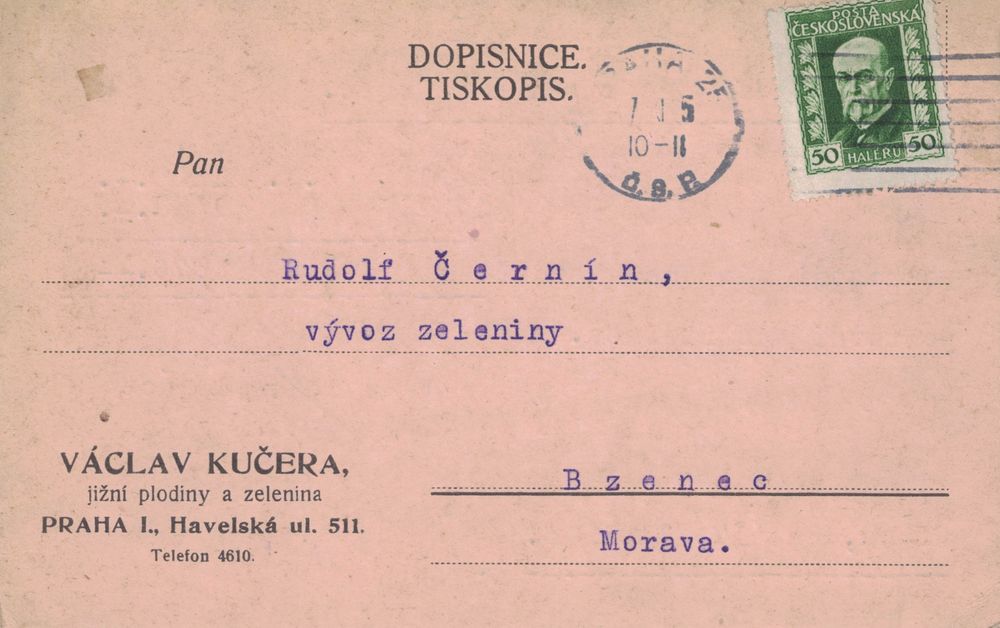 DOPISNICE.
TISKOPIS.
POŠTA
ČESKOSLOVENSKÁ
50 HALÉŘŮ 50
10-11
Č.S.P.
Pan
Rudolf Černín,
vývoz zeleniny
VÁCLAV KUČERA,
jižní plodiny a zelenina
PRAHA I., Havelská ul. 511.
Telefon 4610.
Bzenec
Morava.